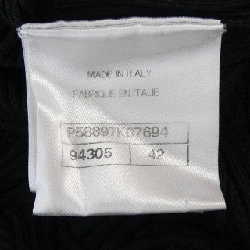 MADE IN ITALY
FABRIQUE EN ITALIE
P58897K07694
94305 42